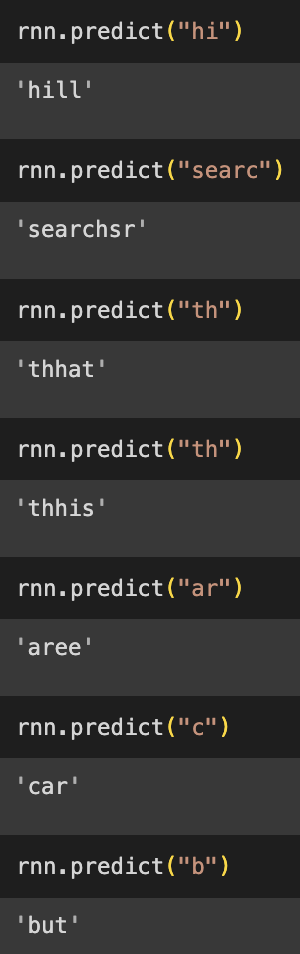 rnn.predict("hi")
'hill'
rnn.predict("searc")
'searchsr'
rnn.predict("th")
'thhat'
rnn.predict("th")
'thhis'
rnn.predict("ar")
'aree'
rnn.predict("c")
'car'
rnn.predict("b")
'but'